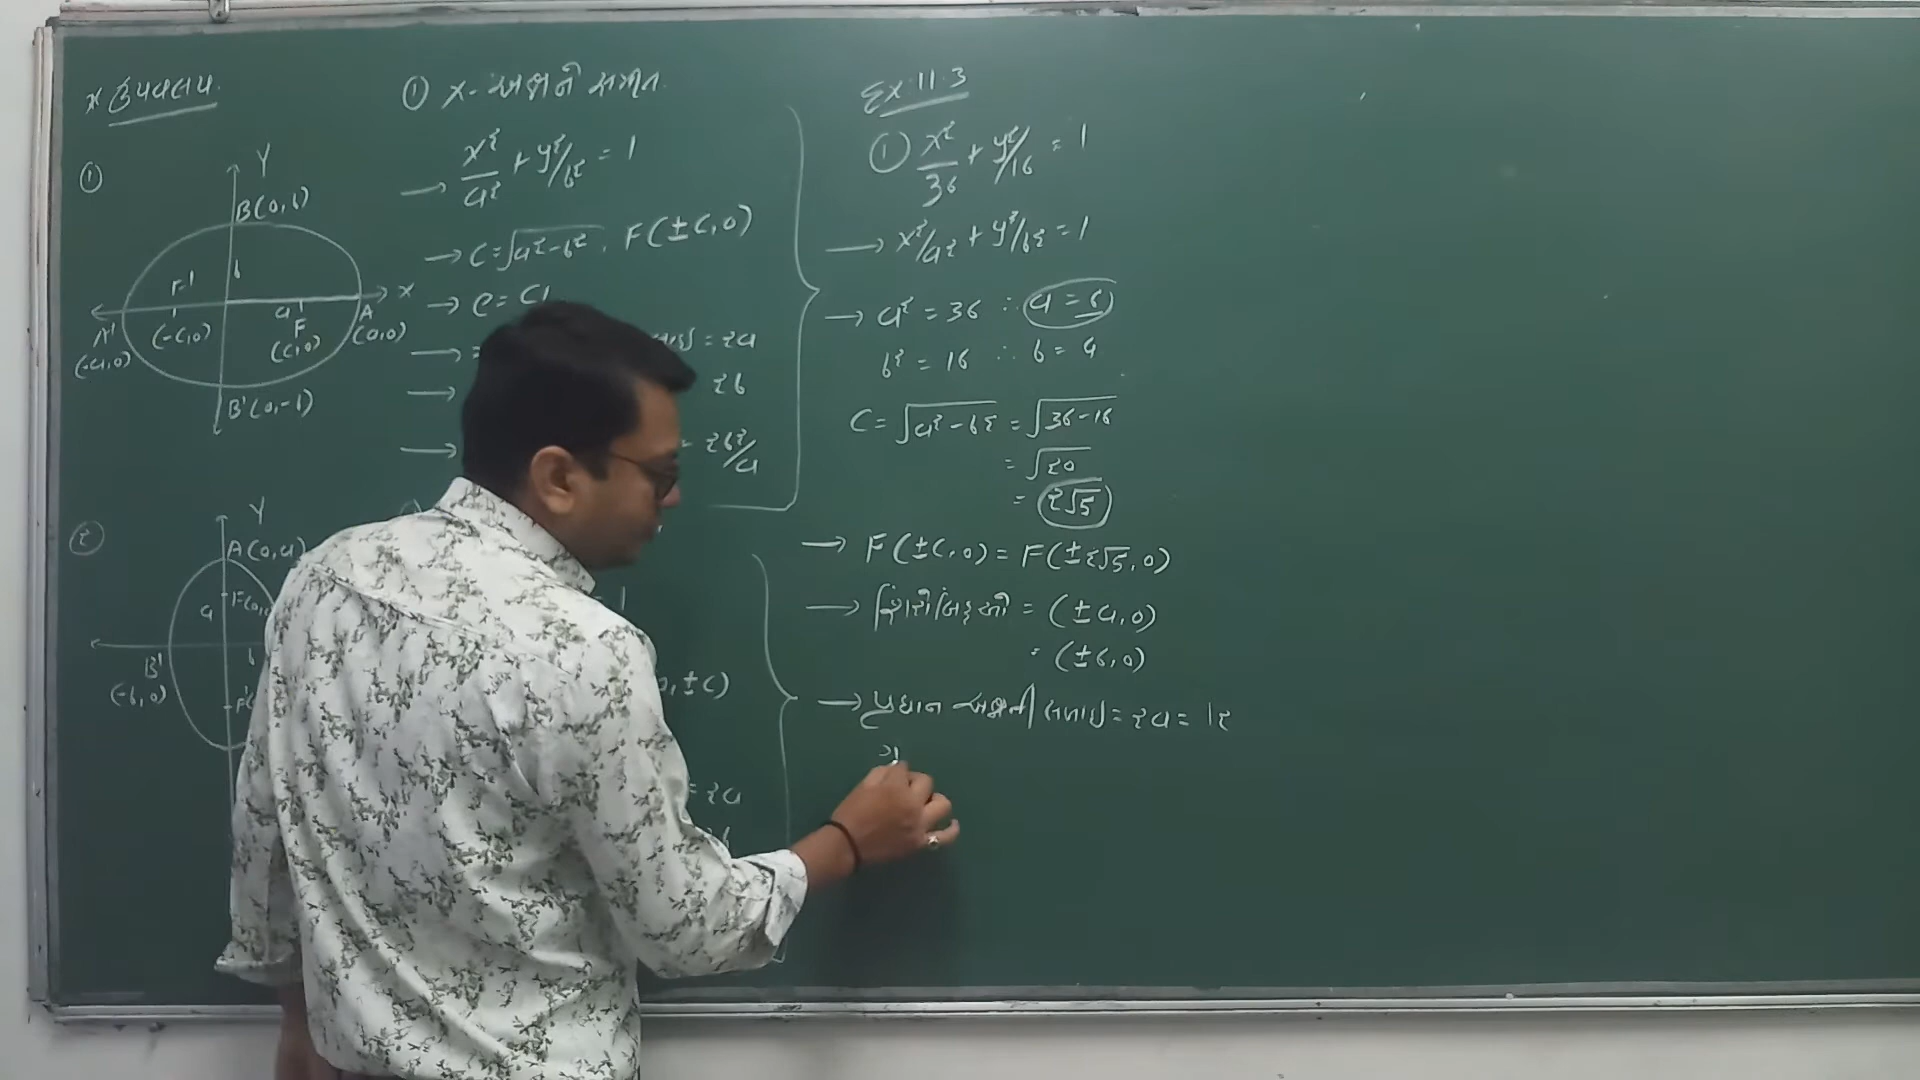 * ઉપવલય.
①
Y
B(0, b)
b
F'
X
a
A'
(-c,0)
F
A
(-a,0)
(c,0)
(a,0)
B'(0,-b)
②
Y
A(0,a)
a
B'
b
(-b,0)
① x-અક્ષને સમાંતર
→ x²/a² + y²/b² = 1
→ c = √a²-b² , F(±c,0)
→ e = c/
→ = 2a
→ 2b
→ = 2b²/a
, ±c)
= 2a
Ex 11.3
① x²/36 + y²/16 = 1
→ x²/a² + y²/b² = 1
→ a² = 36 ∴ a = 6
b² = 16 ∴ b = 4
c = √a²-b² = √36-16
= √20
= 2√5
→ F(±c,0) = F(±2√5,0)
→ શિરોબિંદુઓ = (±a,0)
= (±6,0)
→ પ્રધાન અક્ષની લંબાઇ = 2a = 12